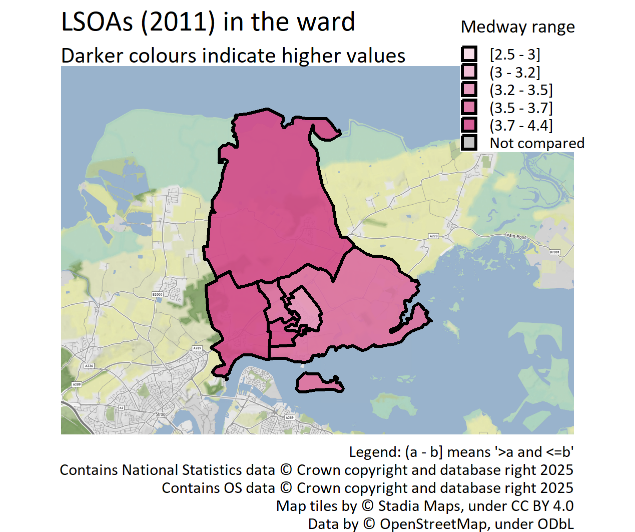 LSOAs (2011) in the ward
Darker colours indicate higher values
Medway range
[2.5 - 3]
(3 - 3.2]
(3.2 - 3.5]
(3.5 - 3.7]
(3.7 - 4.4]
Not compared
Legend: (a - b] means '>a and <=b'
Contains National Statistics data © Crown copyright and database right 2025
Contains OS data © Crown copyright and database right 2025
Map tiles by © Stadia Maps, under CC BY 4.0
Data by © OpenStreetMap, under ODbL